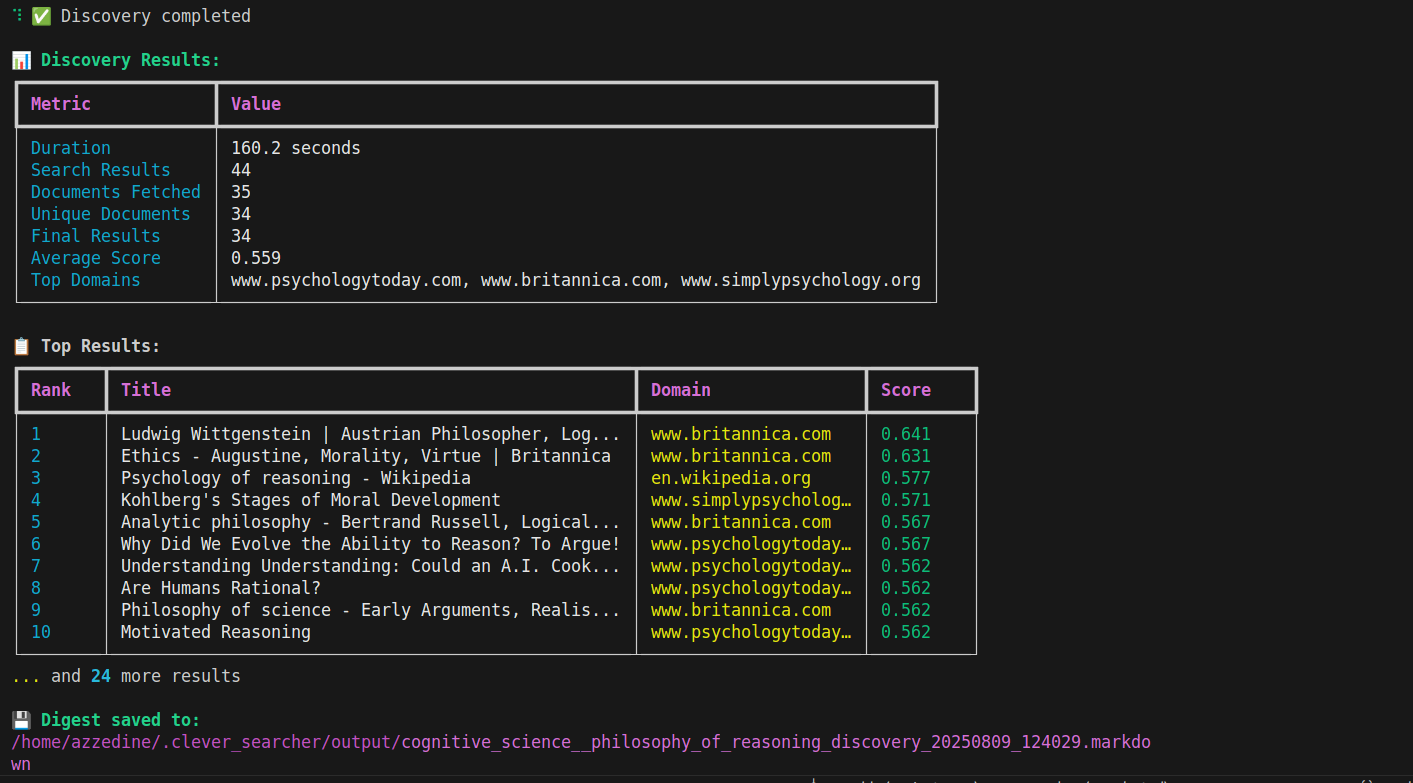 ✅ Discovery completed
📊 Discovery Results:
Metric Value
Duration 160.2 seconds
Search Results 44
Documents Fetched 35
Unique Documents 34
Final Results 34
Average Score 0.559
Top Domains www.psychologytoday.com, www.britannica.com, www.simplypsychology.org
📋 Top Results:
Rank Title Domain Score
1 Ludwig Wittgenstein | Austrian Philosopher, Log... www.britannica.com 0.641
2 Ethics - Augustine, Morality, Virtue | Britannica www.britannica.com 0.631
3 Psychology of reasoning - Wikipedia en.wikipedia.org 0.577
4 Kohlberg's Stages of Moral Development www.simplypsycholog… 0.571
5 Analytic philosophy - Bertrand Russell, Logical... www.britannica.com 0.567
6 Why Did We Evolve the Ability to Reason? To Argue! www.psychologytoday… 0.567
7 Understanding Understanding: Could an A.I. Cook... www.psychologytoday… 0.562
8 Are Humans Rational? www.psychologytoday… 0.562
9 Philosophy of science - Early Arguments, Realis... www.britannica.com 0.562
10 Motivated Reasoning www.psychologytoday… 0.562
... and 24 more results
💾 Digest saved to:
/home/azzedine/.clever_searcher/output/cognitive_science__philosophy_of_reasoning_discovery_20250809_124029.markdo
wn